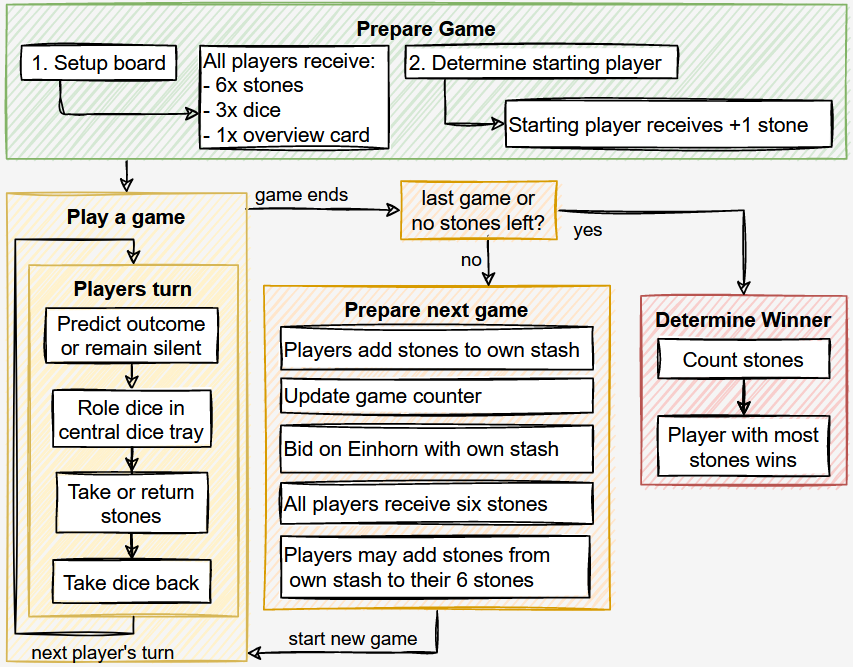 Prepare Game
1. Setup board
All players receive:
- 6x stones
- 3x dice
- 1x overview card
2. Determine starting player
Starting player receives +1 stone
Play a game
game ends
last game or
no stones left?
yes
no
Players turn
Predict outcome
or remain silent
Role dice in
central dice tray
Take or return
stones
Take dice back
next player's turn
Prepare next game
Players add stones to own stash
Update game counter
Bid on Einhorn with own stash
All players receive six stones
Players may add stones from
own stash to their 6 stones
start new game
Determine Winner
Count stones
Player with most
stones wins